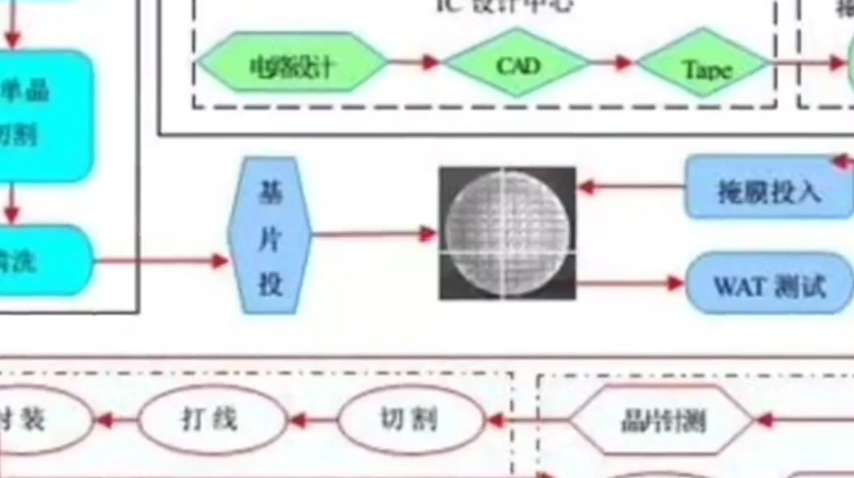 IC 设计中心
电路设计
CAD
Tape
单晶
切割
清洗
基
片
投
掩膜投入
WAT 测试
封装
打线
切割
晶片针测